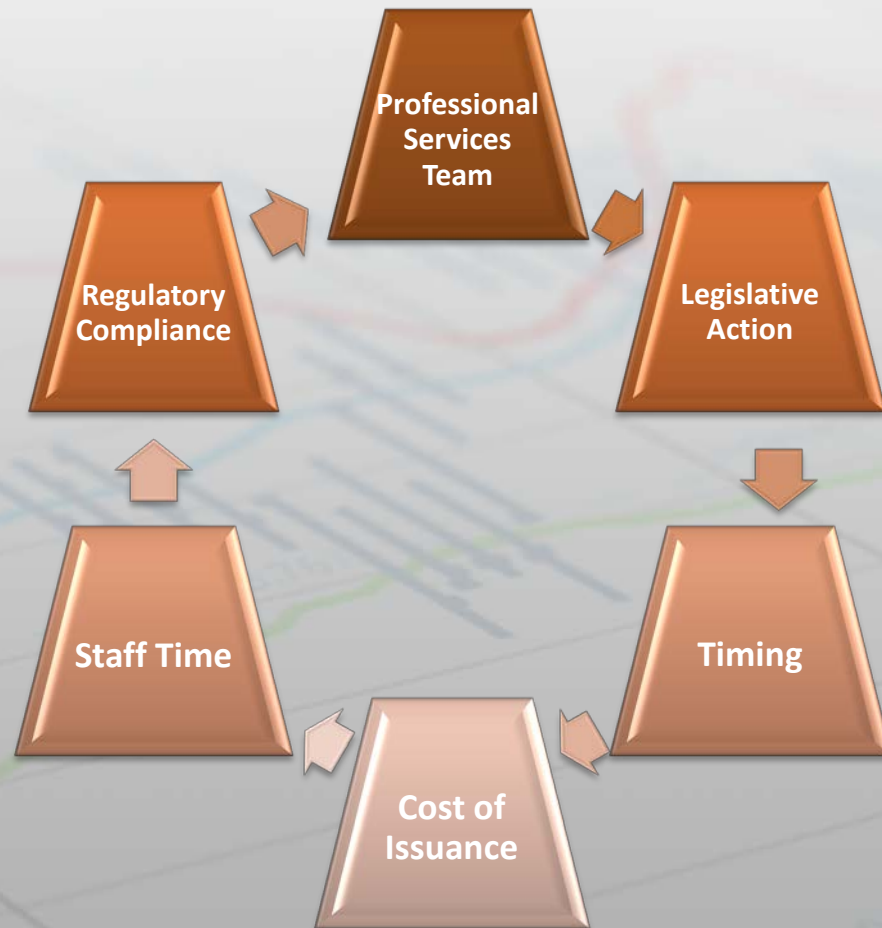 Professional
Services
Team
Legislative
Action
Timing
Cost of
Issuance
Staff Time
Regulatory
Compliance